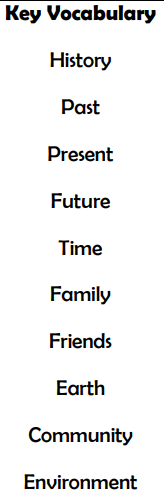 Key Vocabulary
History
Past
Present
Future
Time
Family
Friends
Earth
Community
Environment